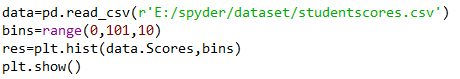 data=pd.read_csv(r'E:/spyder/dataset/studentscores.csv')
bins=range(0,101,10)
res=plt.hist(data.Scores,bins)
plt.show()